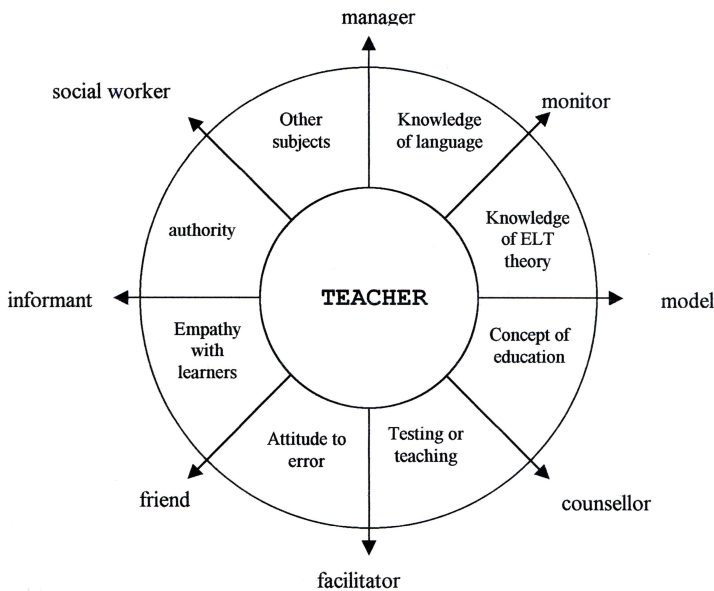 manager
social worker
monitor
Other
subjects
Knowledge
of language
authority
Knowledge
of ELT
theory
informant
TEACHER
model
Empathy
with
learners
Concept of
education
Attitude to
error
Testing or
teaching
friend
counsellor
facilitator